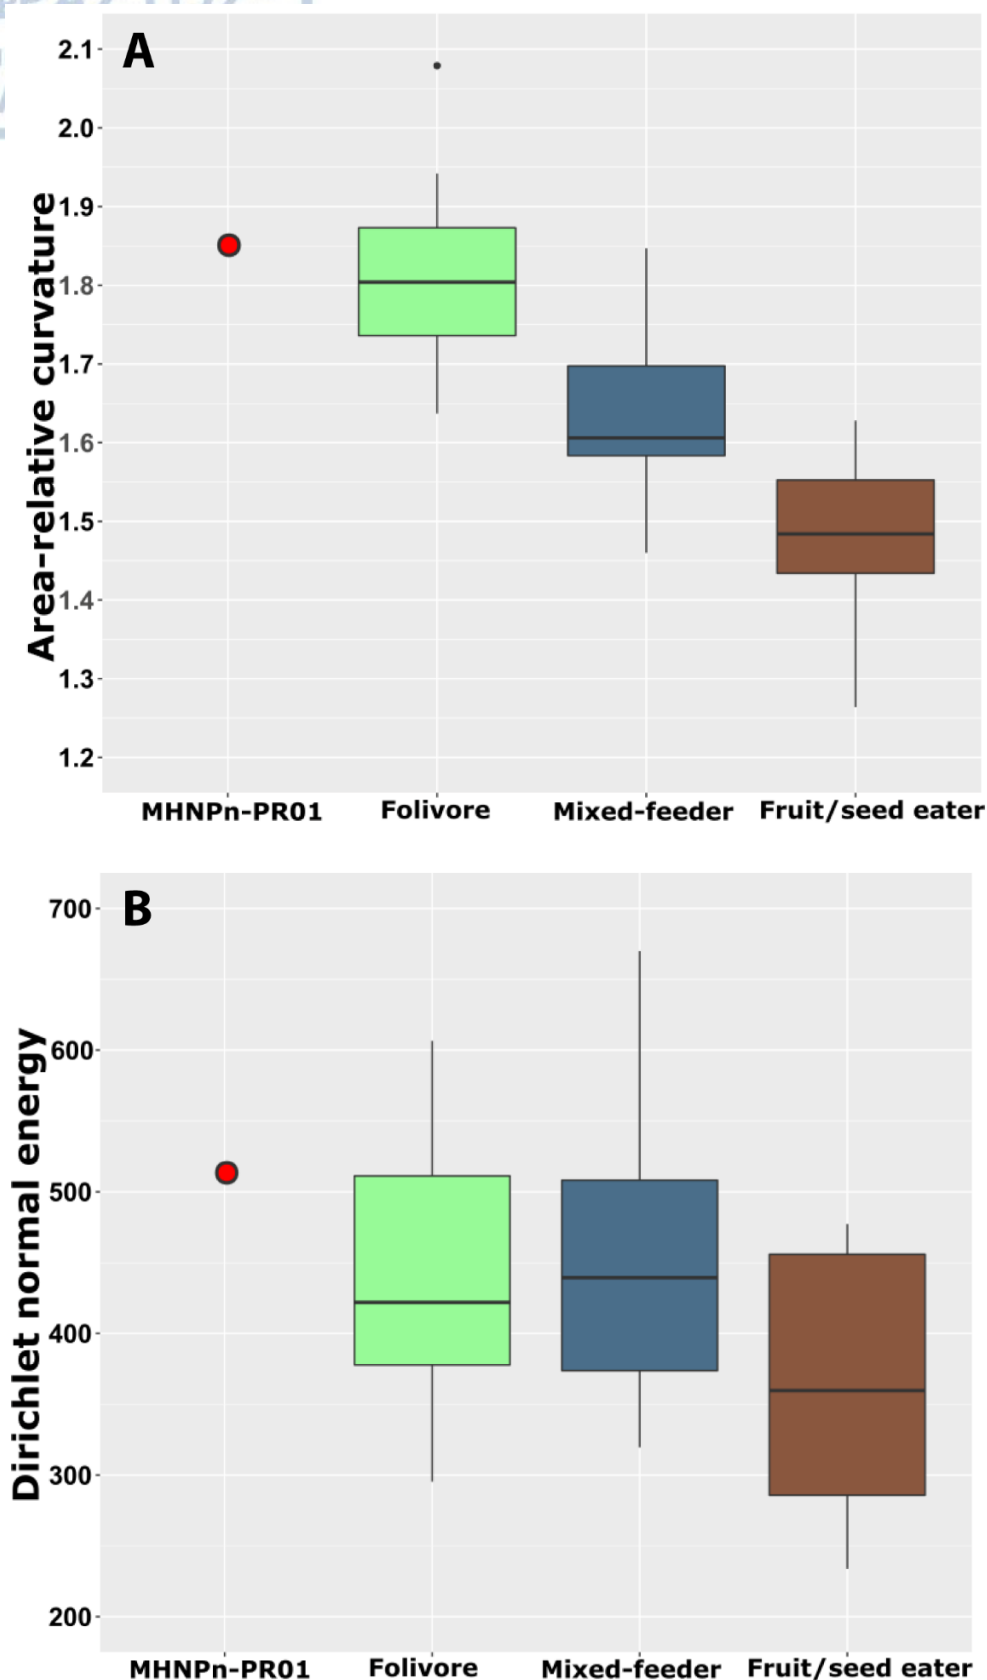 A
2.1
2.0
1.9
1.8
1.7
1.6
1.5
1.4
1.3
1.2
Area-relative curvature
MHNPn-PR01 Folivore Mixed-feeder Fruit/seed eater
B
700
600
500
400
300
200
Dirichlet normal energy
MHNPn-PR01 Folivore Mixed-feeder Fruit/seed eater